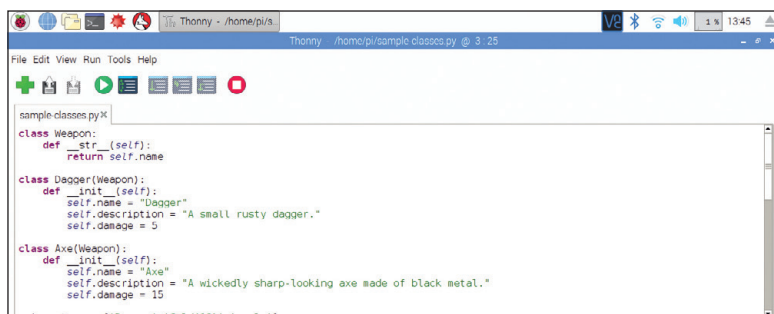 Thonny - /home/pi/s...
1 %
13:45
Thonny - /home/pi/sample-classes.py @ 3 : 25
File Edit View Run Tools Help
sample-classes.py
class Weapon:
    def __str__(self):
        return self.name
class Dagger(Weapon):
    def __init__(self):
        self.name = "Dagger"
        self.description = "A small rusty dagger."
        self.damage = 5
class Axe(Weapon):
    def __init__(self):
        self.name = "Axe"
        self.description = "A wickedly sharp-looking axe made of black metal."
        self.damage = 15